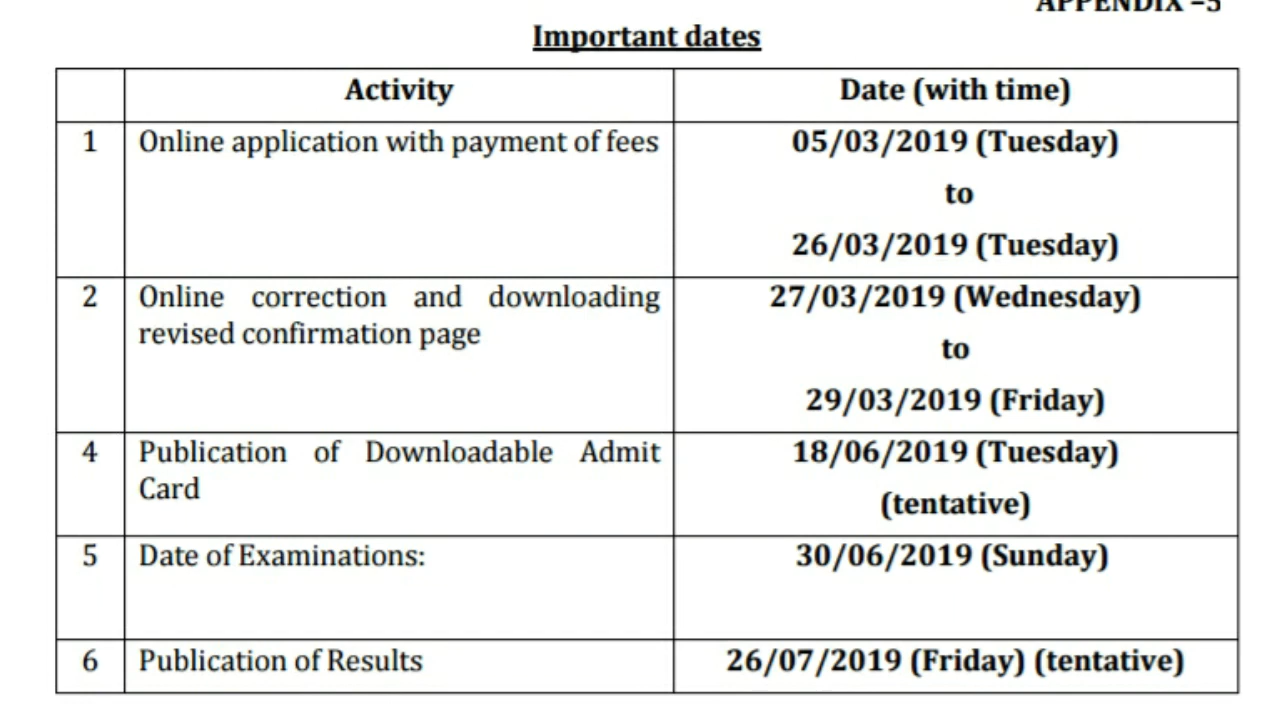 APPENDIX –5
Important dates
Activity Date (with time)
1 Online application with payment of fees 05/03/2019 (Tuesday)
to
26/03/2019 (Tuesday)
2 Online correction and downloading 27/03/2019 (Wednesday)
revised confirmation page
to
29/03/2019 (Friday)
4 Publication of Downloadable Admit 18/06/2019 (Tuesday)
Card
(tentative)
5 Date of Examinations: 30/06/2019 (Sunday)
6 Publication of Results 26/07/2019 (Friday) (tentative)